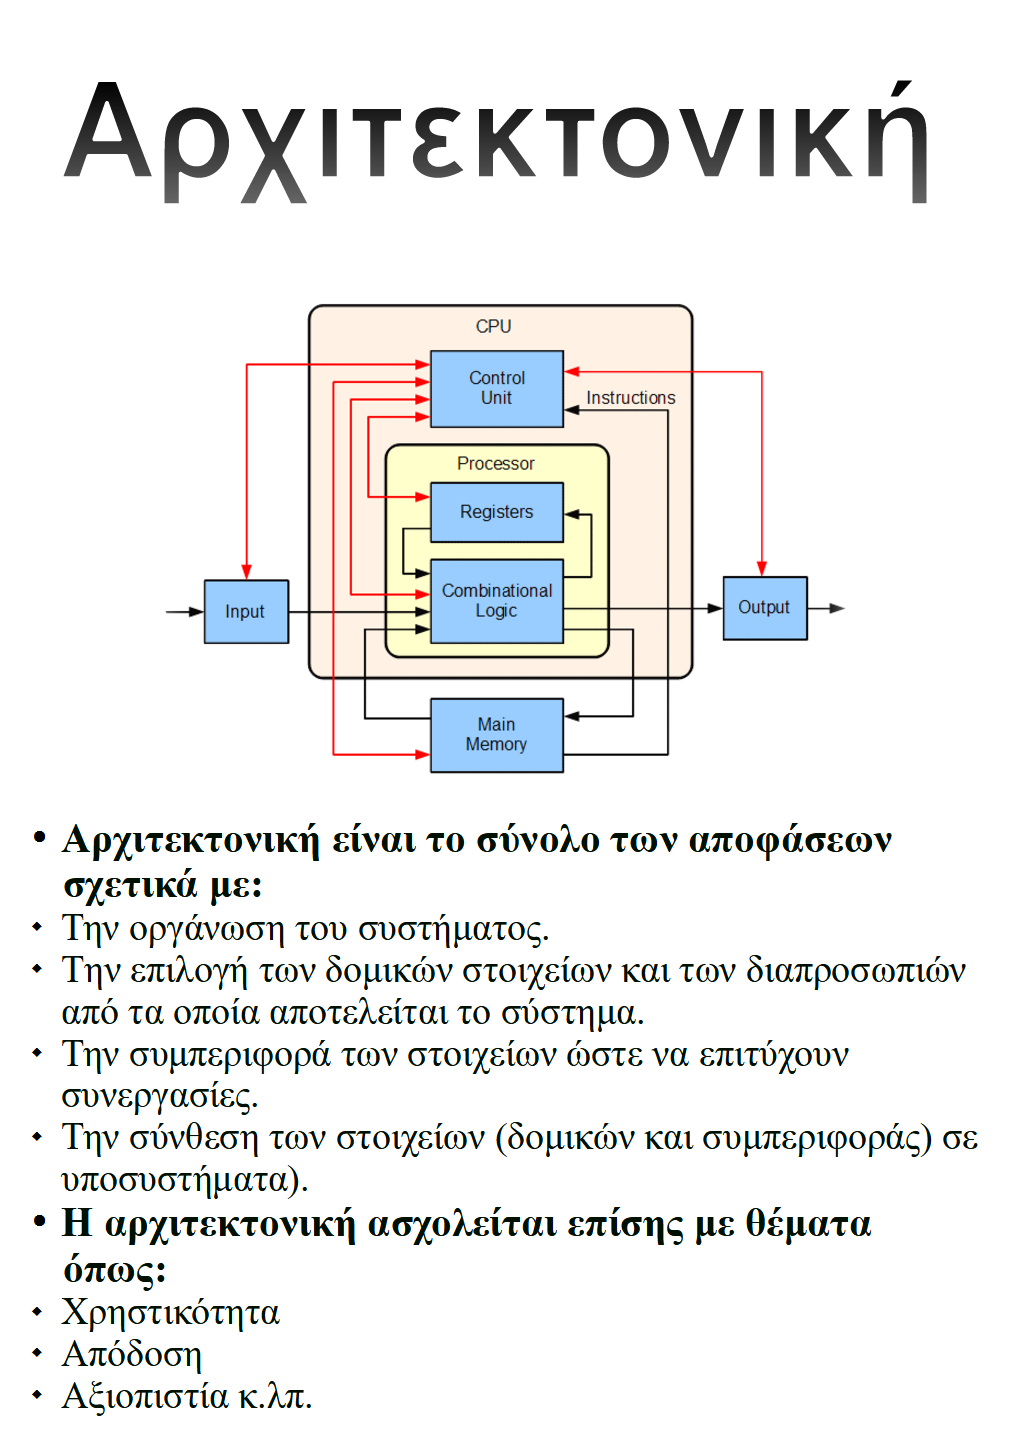 Αρχιτεκτονική
CPU
Control
Unit
Instructions
Processor
Registers
Combinational
Logic
Input
Output
Main
Memory
• Αρχιτεκτονική είναι το σύνολο των αποφάσεων
σχετικά με:
Την οργάνωση του συστήματος.
Την επιλογή των δομικών στοιχείων και των διαπροσωπιών
από τα οποία αποτελείται το σύστημα.
Την συμπεριφορά των στοιχείων ώστε να επιτύχουν
συνεργασίες.
Την σύνθεση των στοιχείων (δομικών και συμπεριφοράς) σε
υποσυστήματα).
• Η αρχιτεκτονική ασχολείται επίσης με θέματα
όπως:
Χρηστικότητα
Απόδοση
Αξιοπιστία κ.λπ.